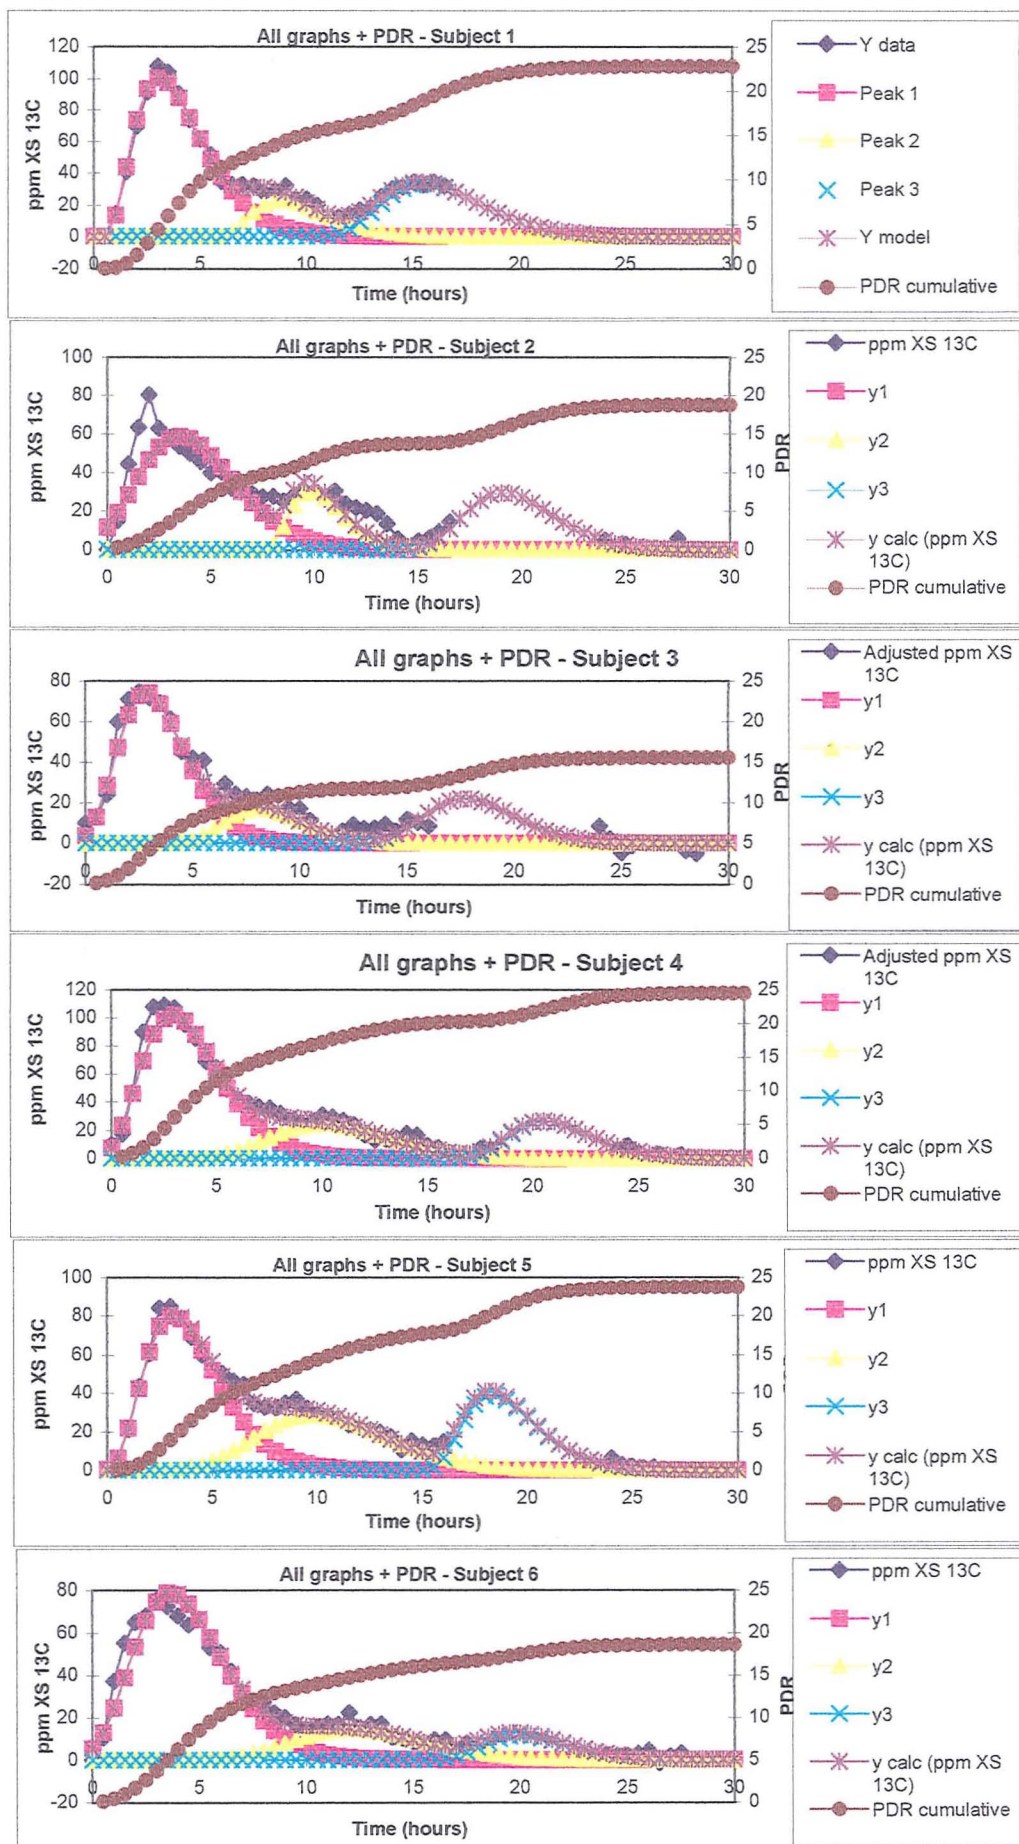 All graphs + PDR - Subject 1
ppm XS 13C
120
100
80
60
40
20
0
-20
0
5
10
15
20
25
30
25
20
15
10
5
0
Time (hours)
Y data
Peak 1
Peak 2
Peak 3
Y model
PDR cumulative
All graphs + PDR - Subject 2
ppm XS 13C
100
80
60
40
20
0
0
5
10
15
20
25
30
25
20
15
10
5
0
PDR
Time (hours)
ppm XS 13C
y1
y2
y3
y calc (ppm XS
13C)
PDR cumulative
All graphs + PDR - Subject 3
ppm XS 13C
80
60
40
20
0
-20
0
5
10
15
20
25
30
25
20
15
10
5
0
PDR
Time (hours)
Adjusted ppm XS
13C
y1
y2
y3
y calc (ppm XS
13C)
PDR cumulative
All graphs + PDR - Subject 4
ppm XS 13C
120
100
80
60
40
20
0
0
5
10
15
20
25
30
25
20
15
10
5
0
Time (hours)
Adjusted ppm XS
13C
y1
y2
y3
y calc (ppm XS
13C)
PDR cumulative
All graphs + PDR - Subject 5
ppm XS 13C
100
80
60
40
20
0
0
5
10
15
20
25
30
25
20
15
10
5
0
Time (hours)
ppm XS 13C
y1
y2
y3
y calc (ppm XS
13C)
PDR cumulative
All graphs + PDR - Subject 6
ppm XS 13C
80
60
40
20
0
-20
0
5
10
15
20
25
30
25
20
15
10
5
0
PDR
Time (hours)
ppm XS 13C
y1
y2
y3
y calc (ppm XS
13C)
PDR cumulative